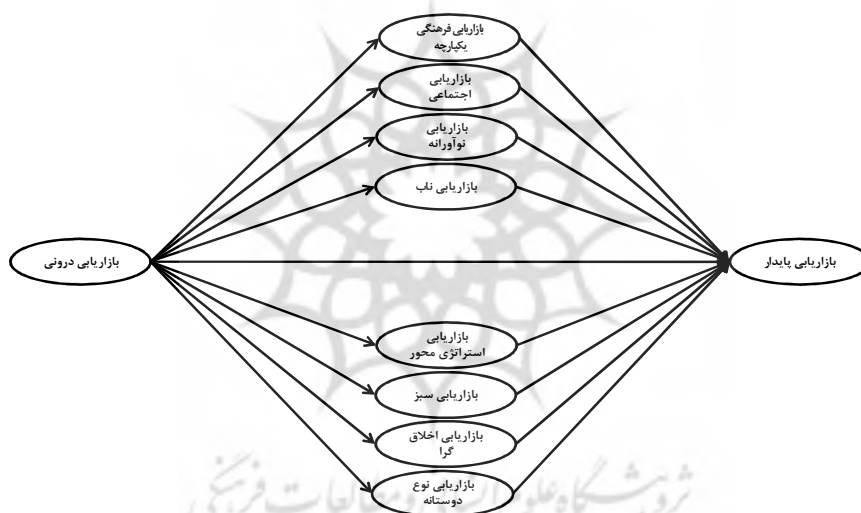 بازاریابی فرهنگی
یکپارچه
بازاریابی
اجتماعی
بازاریابی
نوآورانه
بازاریابی ناب
بازاریابی درونی
بازاریابی پایدار
بازاریابی
استراتژی محور
بازاریابی سبز
بازاریابی اخلاق
گرا
بازاریابی نوع
دوستانه